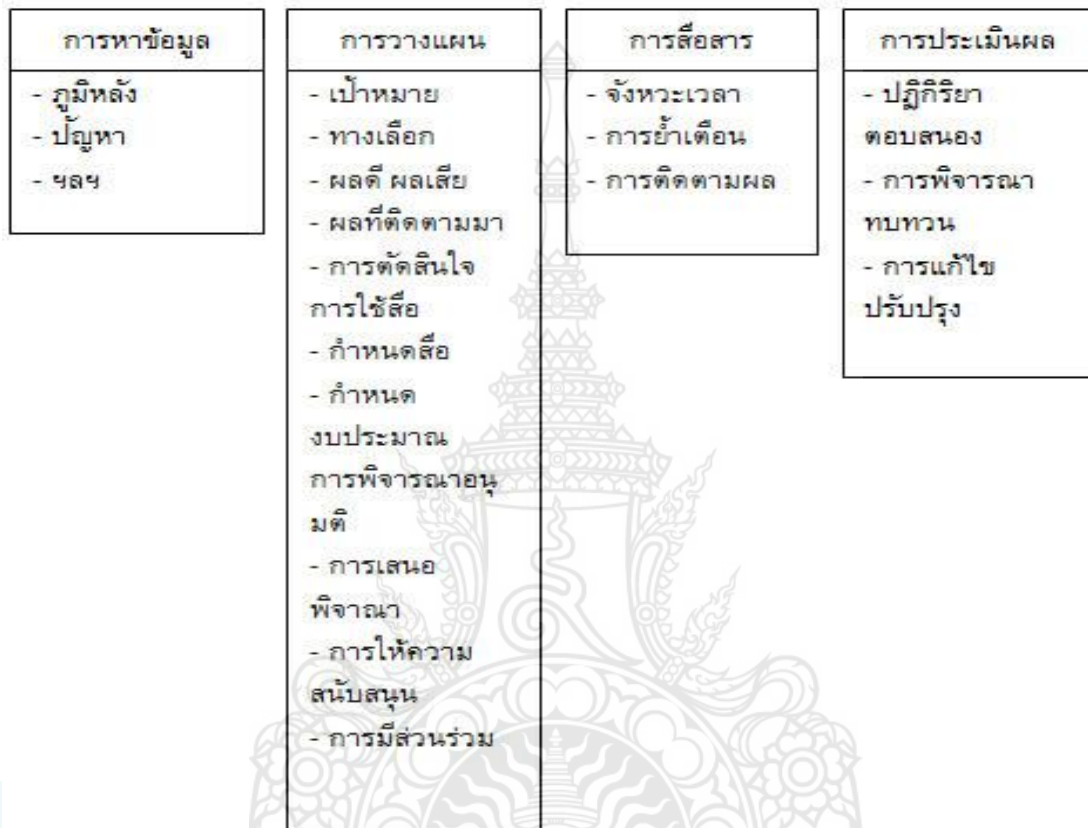 การหาข้อมูล
- ภูมิหลัง
- ปัญหา
- ฯลฯ
การวางแผน
- เป้าหมาย
- ทางเลือก
- ผลดี ผลเสีย
- ผลที่ติดตามมา
- การตัดสินใจ
การใช้สื่อ
- กำหนดสื่อ
- กำหนด
งบประมาณ
การพิจารณาอนุ
มติ
- การเสนอ
พิจาณา
- การให้ความ
สนับสนุน
- การมีส่วนร่วม
การสื่อสาร
- จังหวะเวลา
- การย้ำเตือน
- การติดตามผล
การประเมินผล
- ปฏิกิริยา
ตอบสนอง
- การพิจารณา
ทบทวน
- การแก้ไข
ปรับปรุง